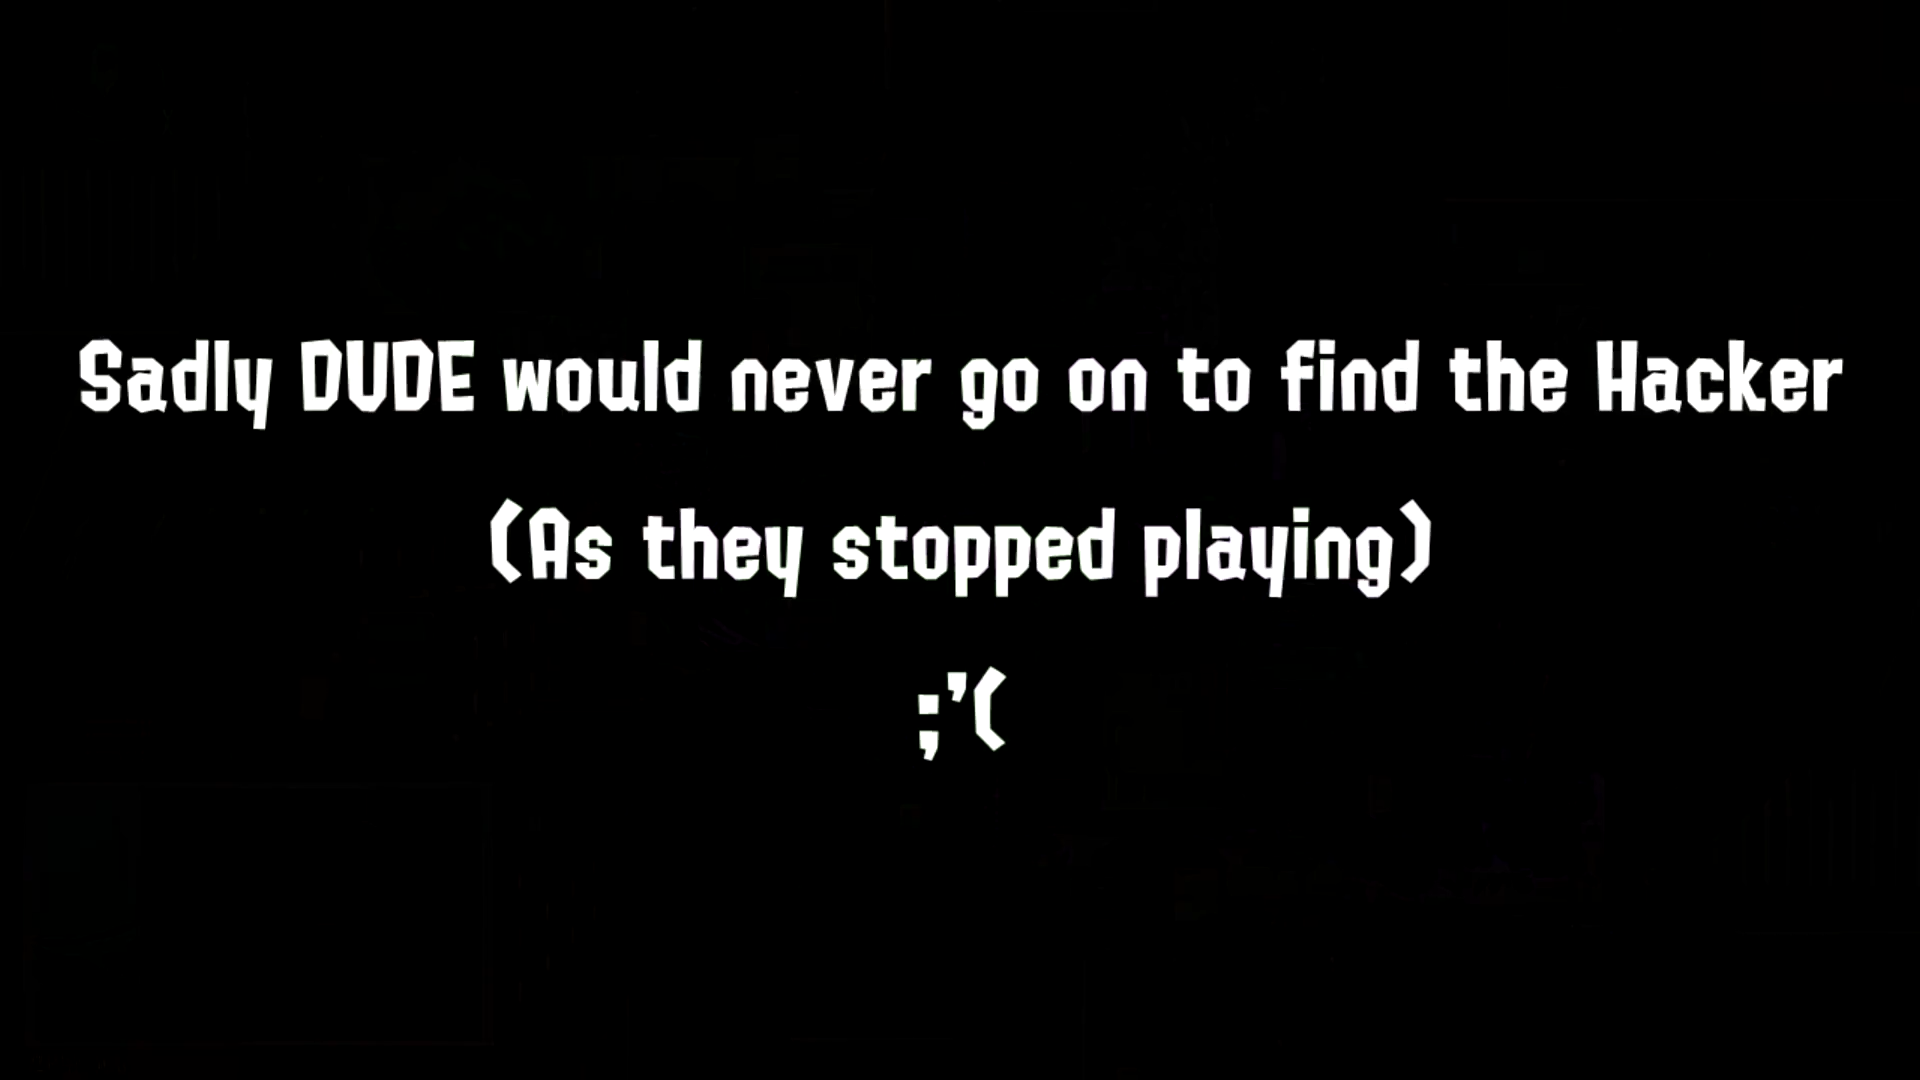 Sadly DUDE would never go on to find the Hacker
(As they stopped playing)
;'(